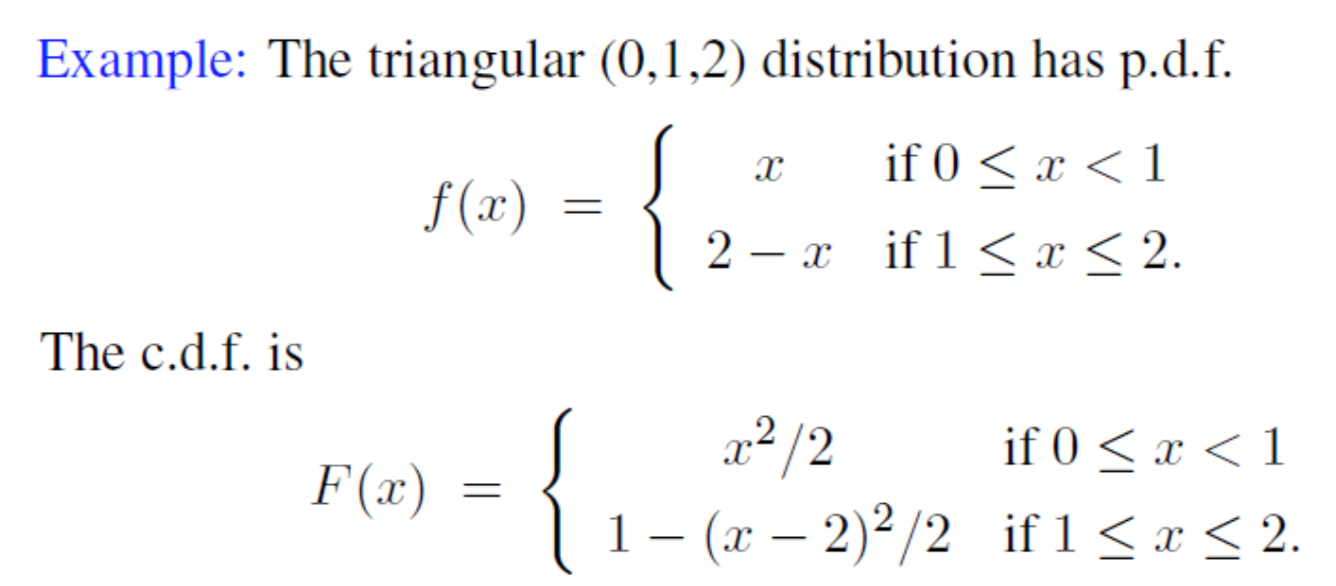 Example: The triangular (0,1,2) distribution has p.d.f.
f(x) = { x if 0 ≤ x < 1
2 − x if 1 ≤ x ≤ 2.
The c.d.f. is
F(x) = { x²/2 if 0 ≤ x < 1
1 − (x − 2)²/2 if 1 ≤ x ≤ 2.